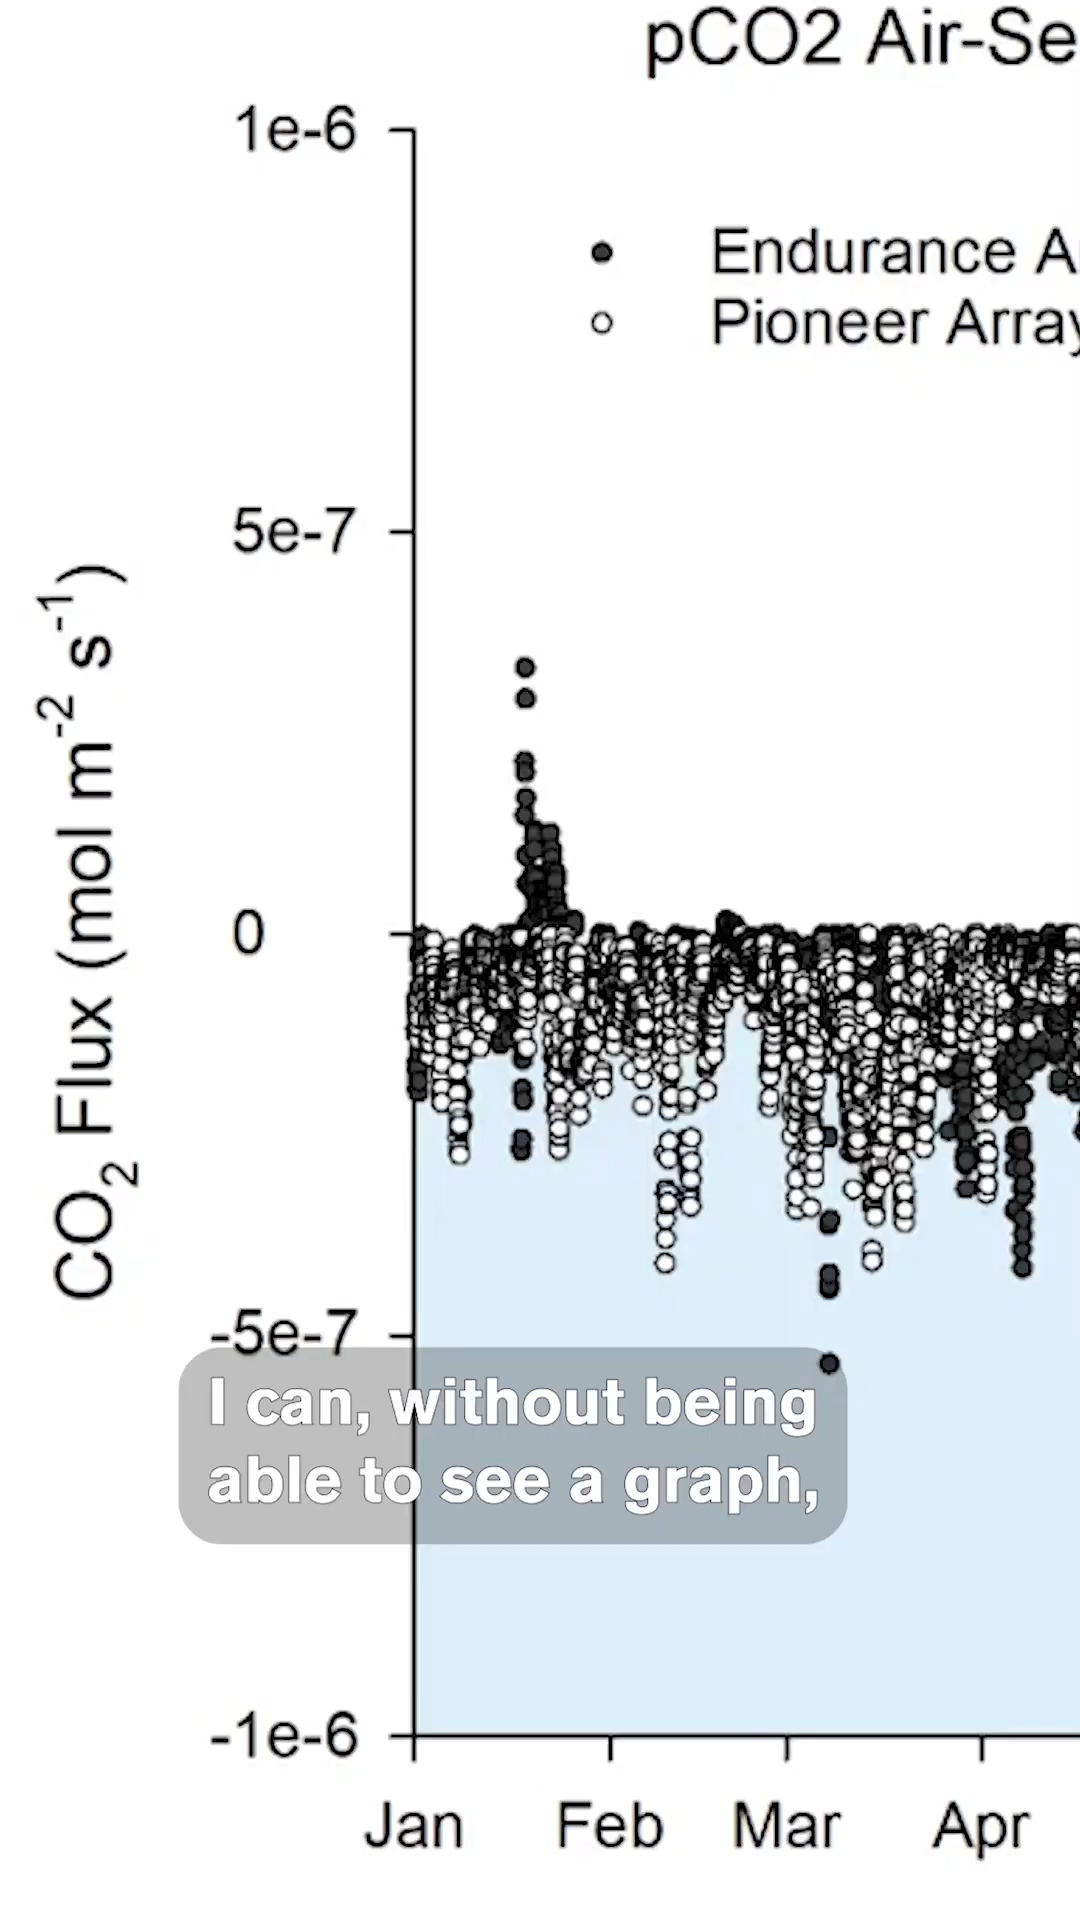 pCO2 Air-Se
1e-6
Endurance A
Pioneer Array
5e-7
CO2 Flux (mol m-2 s-1)
0
-5e-7
I can, without being
able to see a graph,
-1e-6
Jan Feb Mar Apr